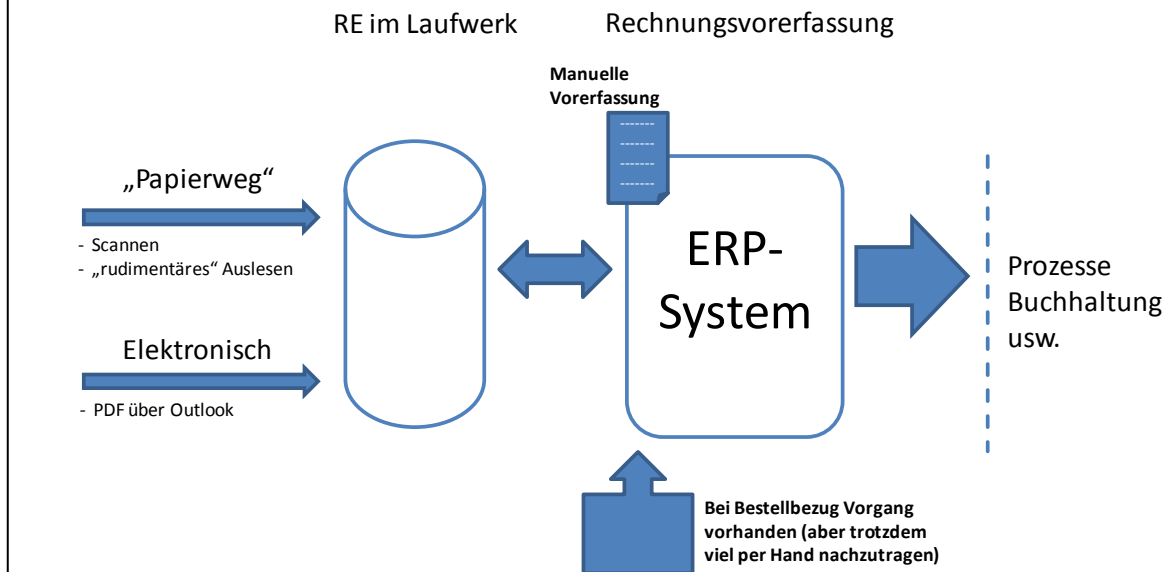 RE im Laufwerk
Rechnungsvorerfassung
Manuelle
Vorerfassung
-------
-------
-------
-------
„Papierweg“
- Scannen
- „rudimentäres“ Auslesen
Elektronisch
- PDF über Outlook
ERP-
System
Prozesse
Buchhaltung
usw.
Bei Bestellbezug Vorgang
vorhanden (aber trotzdem
viel per Hand nachzutragen)